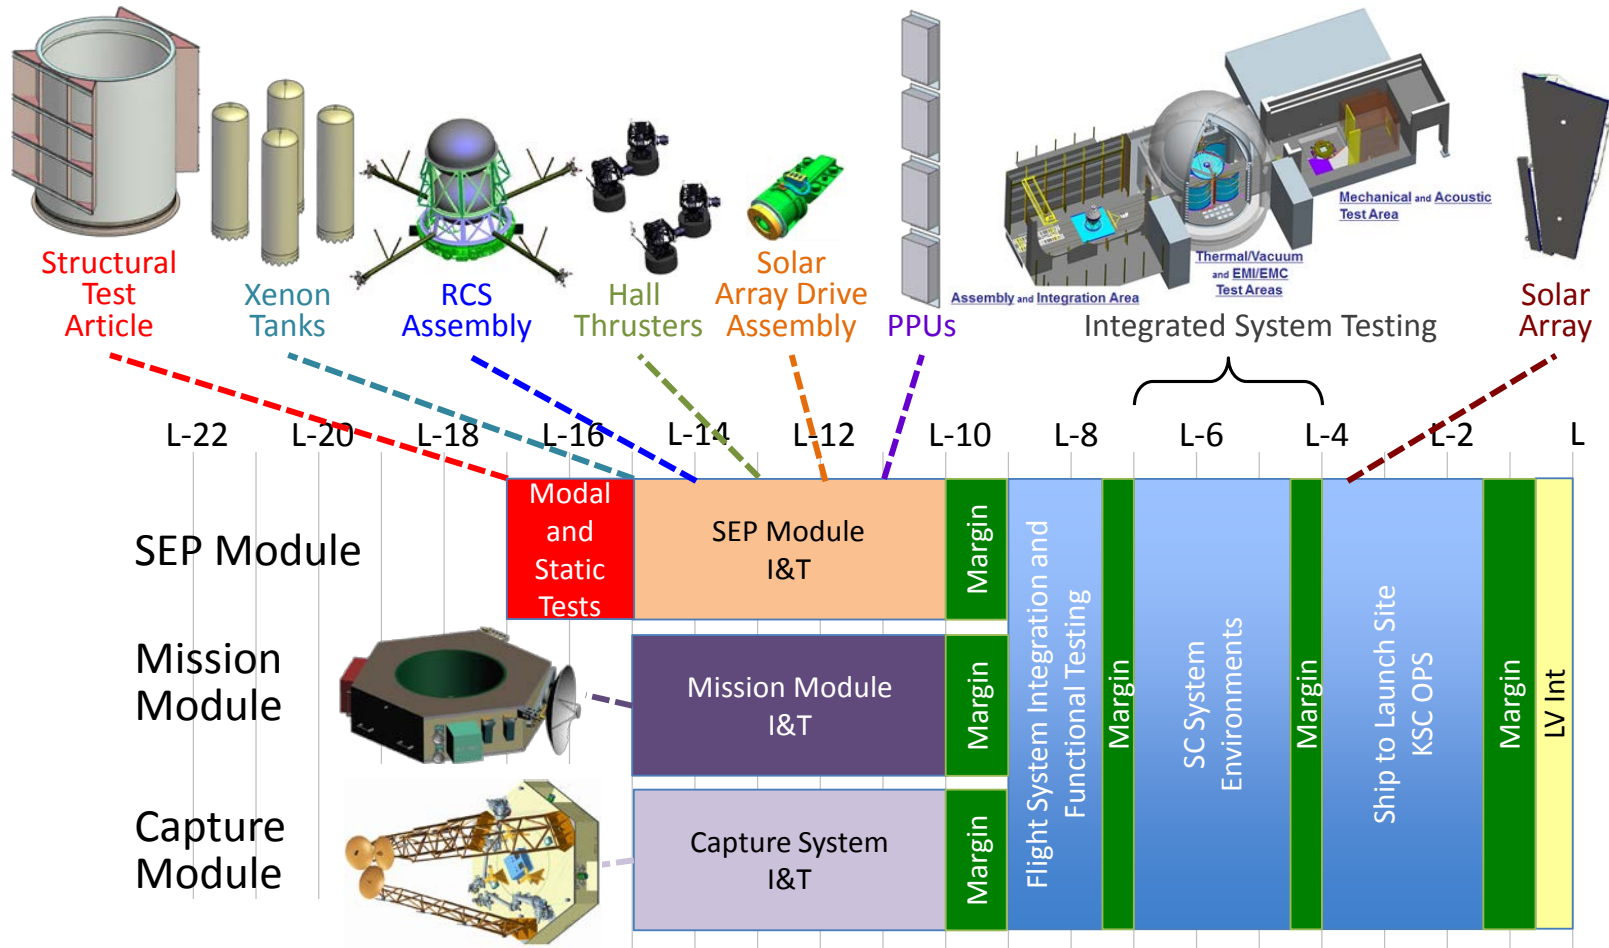 Structural
Test
Article
Xenon
Tanks
RCS
Assembly
Hall
Thrusters
Solar
Array Drive
Assembly
PPUs
Assembly and Integration Area
Thermal/Vacuum
and EMI/EMC
Test Areas
Mechanical and Acoustic
Test Area
Integrated System Testing
Solar
Array
L-22
L-20
L-18
L-16
L-14
L-12
L-10
L-8
L-6
L-4
L-2
L
SEP Module
Modal
and
Static
Tests
SEP Module
I&T
Margin
Mission
Module
Mission Module
I&T
Margin
Capture
Module
Capture System
I&T
Margin
Flight System Integration and
Functional Testing
Margin
SC System
Environments
Margin
Ship to Launch Site
KSC OPS
Margin
LV Int